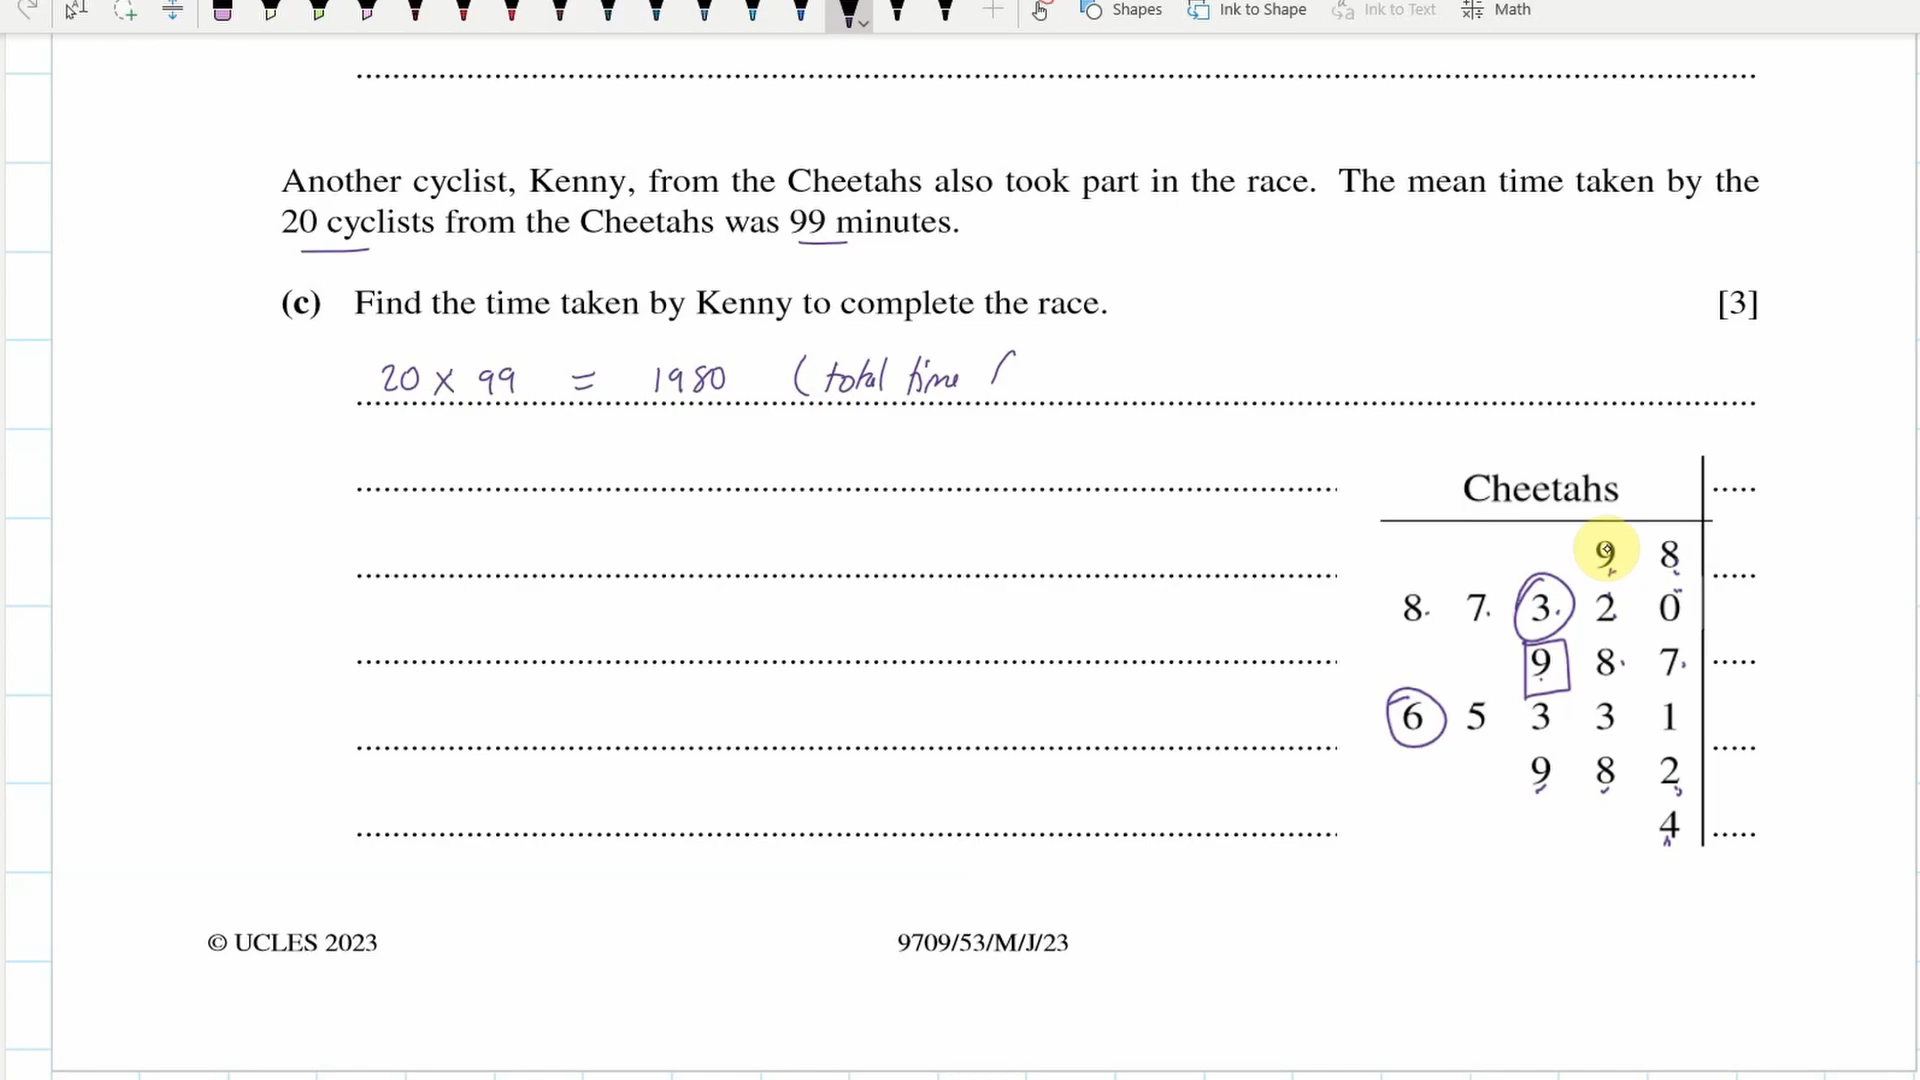 Shapes Ink to Shape Ink to Text Math
Another cyclist, Kenny, from the Cheetahs also took part in the race. The mean time taken by the
20 cyclists from the Cheetahs was 99 minutes.
(c) Find the time taken by Kenny to complete the race. [3]
20 × 99 = 1980 (total time
Cheetahs
9 8
8 7 3 2 0
9 8 7
6 5 3 3 1
9 8 2
4
© UCLES 2023 9709/53/M/J/23